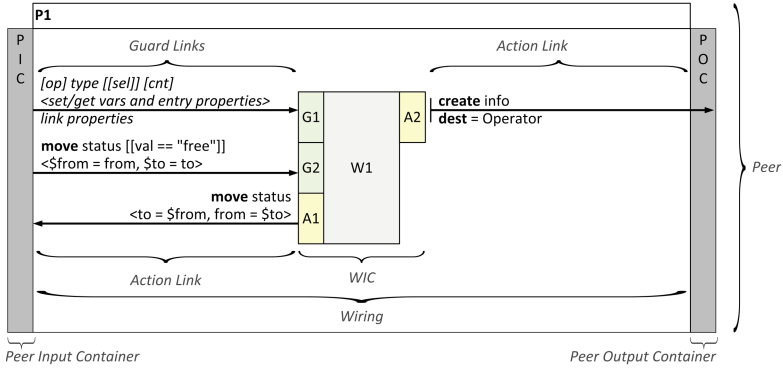 P1
PIC
Guard Links
Action Link
POC
[op] type [[sel]] [cnt]
<set/get vars and entry properties>
link properties
G1
A2
create info
dest = Operator
move status [[val == "free"]]
<$from = from, $to = to>
G2
W1
Peer
move status
<to = $from, from = $to>
A1
Action Link
WIC
Wiring
Peer Input Container
Peer Output Container